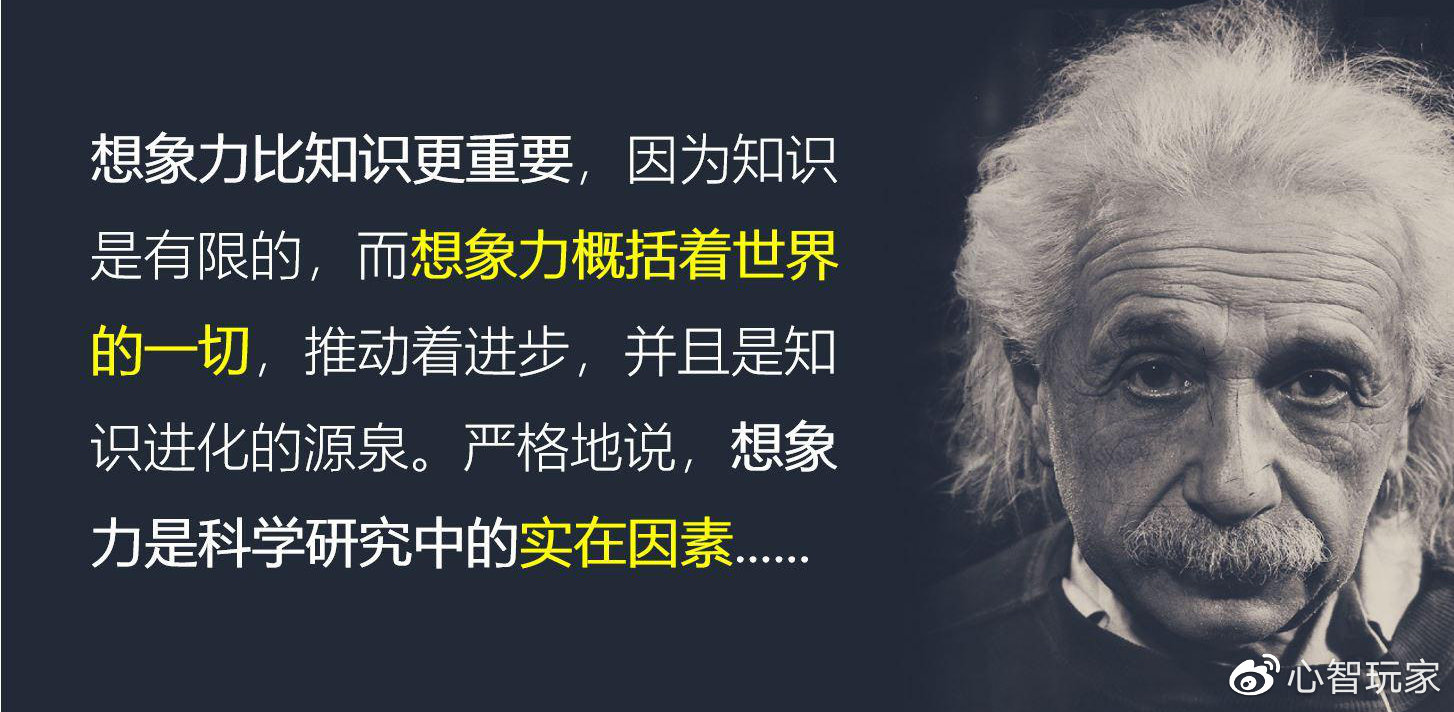 想象力比知识更重要，因为知识
是有限的，而想象力概括着世界
的一切，推动着进步，并且是知
识进化的源泉。严格地说，想象
力是科学研究中的实在因素......
心智玩家